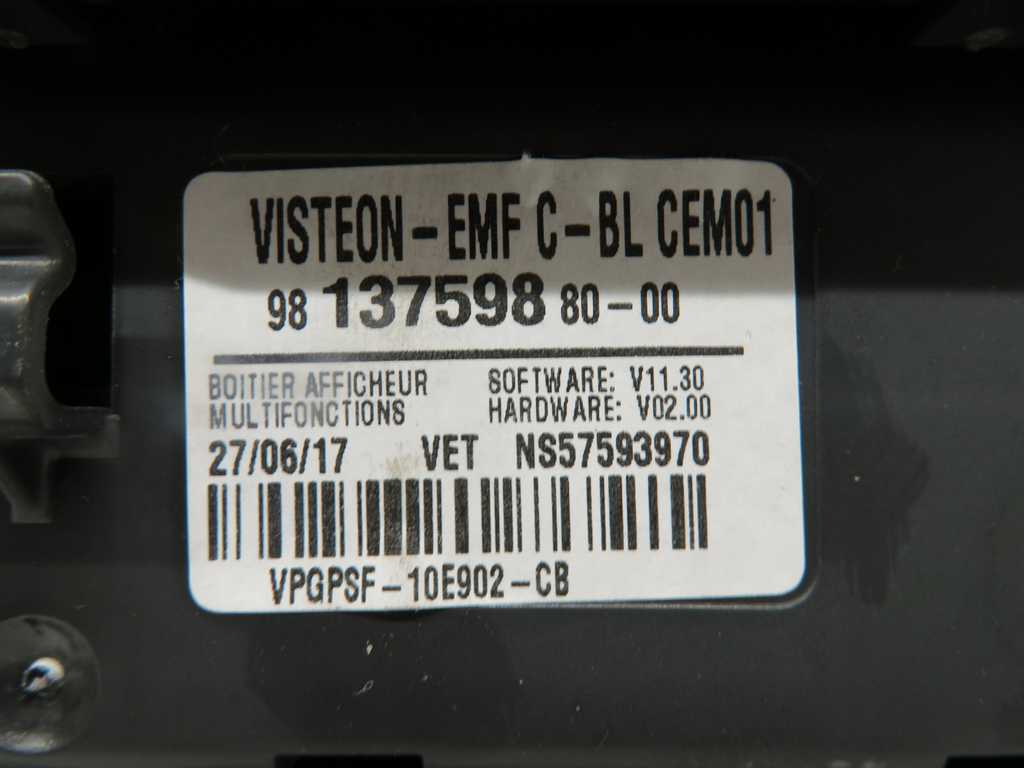 VISTEON-EMF C-BL CEM01
98 137598 80-00
BOITIER AFFICHEUR SOFTWARE: V11.30
MULTIFONCTIONS HARDWARE: V02.00
27/06/17 VET NS57593970
VPGPSF-10E902-CB